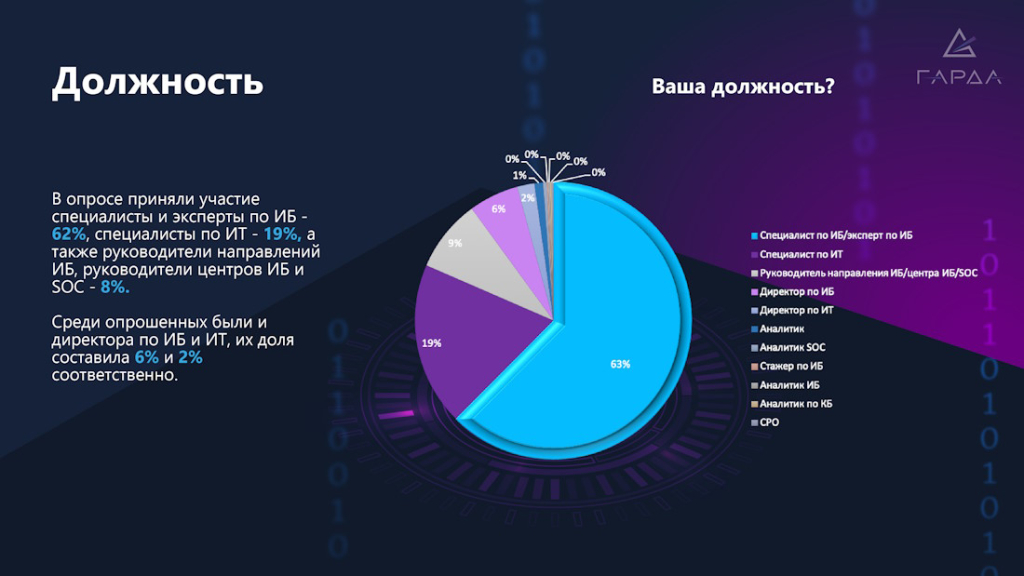 Должность
Ваша должность?
ГАРДА
В опросе приняли участие
специалисты и эксперты по ИБ -
62%, специалисты по ИТ - 19%, а
также руководители направлений
ИБ, руководители центров ИБ и
SOC - 8%.
Среди опрошенных были и
директора по ИБ и ИТ, их доля
составила 6% и 2%
соответственно.
0%
0%
0%
0%
0%
1%
2%
6%
9%
19%
63%
Специалист по ИБ/эксперт по ИБ
Специалист по ИТ
Руководитель направления ИБ/центра ИБ/SOC
Директор по ИБ
Директор по ИТ
Аналитик
Аналитик SOC
Стажер по ИБ
Аналитик ИБ
Аналитик по КБ
CPO